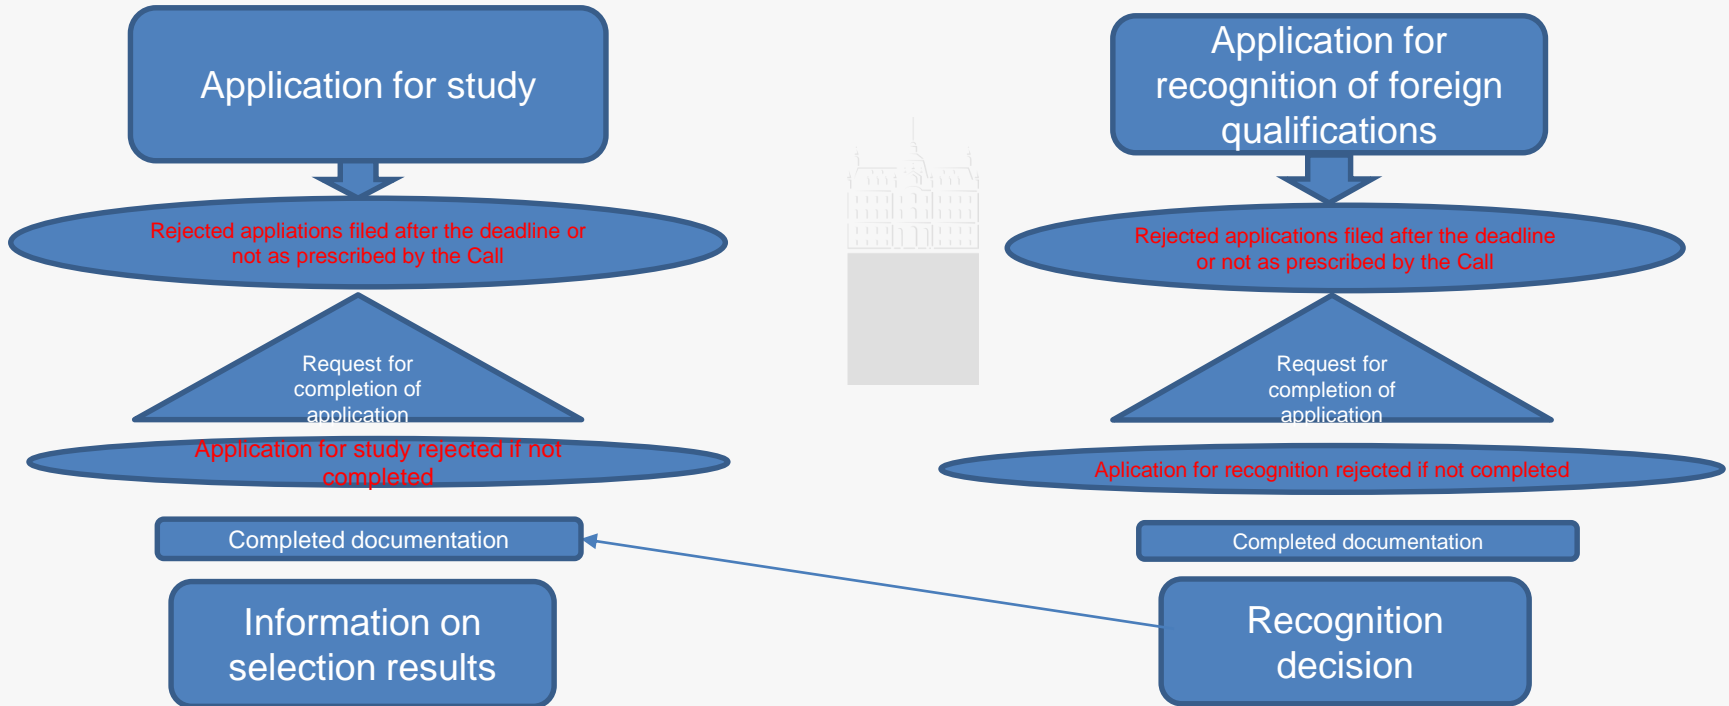 Application for study
Rejected appliations filed after the deadline or
not as prescribed by the Call
Request for
completion of
application
Application for study rejected if not
completed
Completed documentation
Information on
selection results
Application for
recognition of foreign
qualifications
Rejected applications filed after the deadline
or not as prescribed by the Call
Request for
completion of
application
Aplication for recognition rejected if not completed
Completed documentation
Recognition
decision